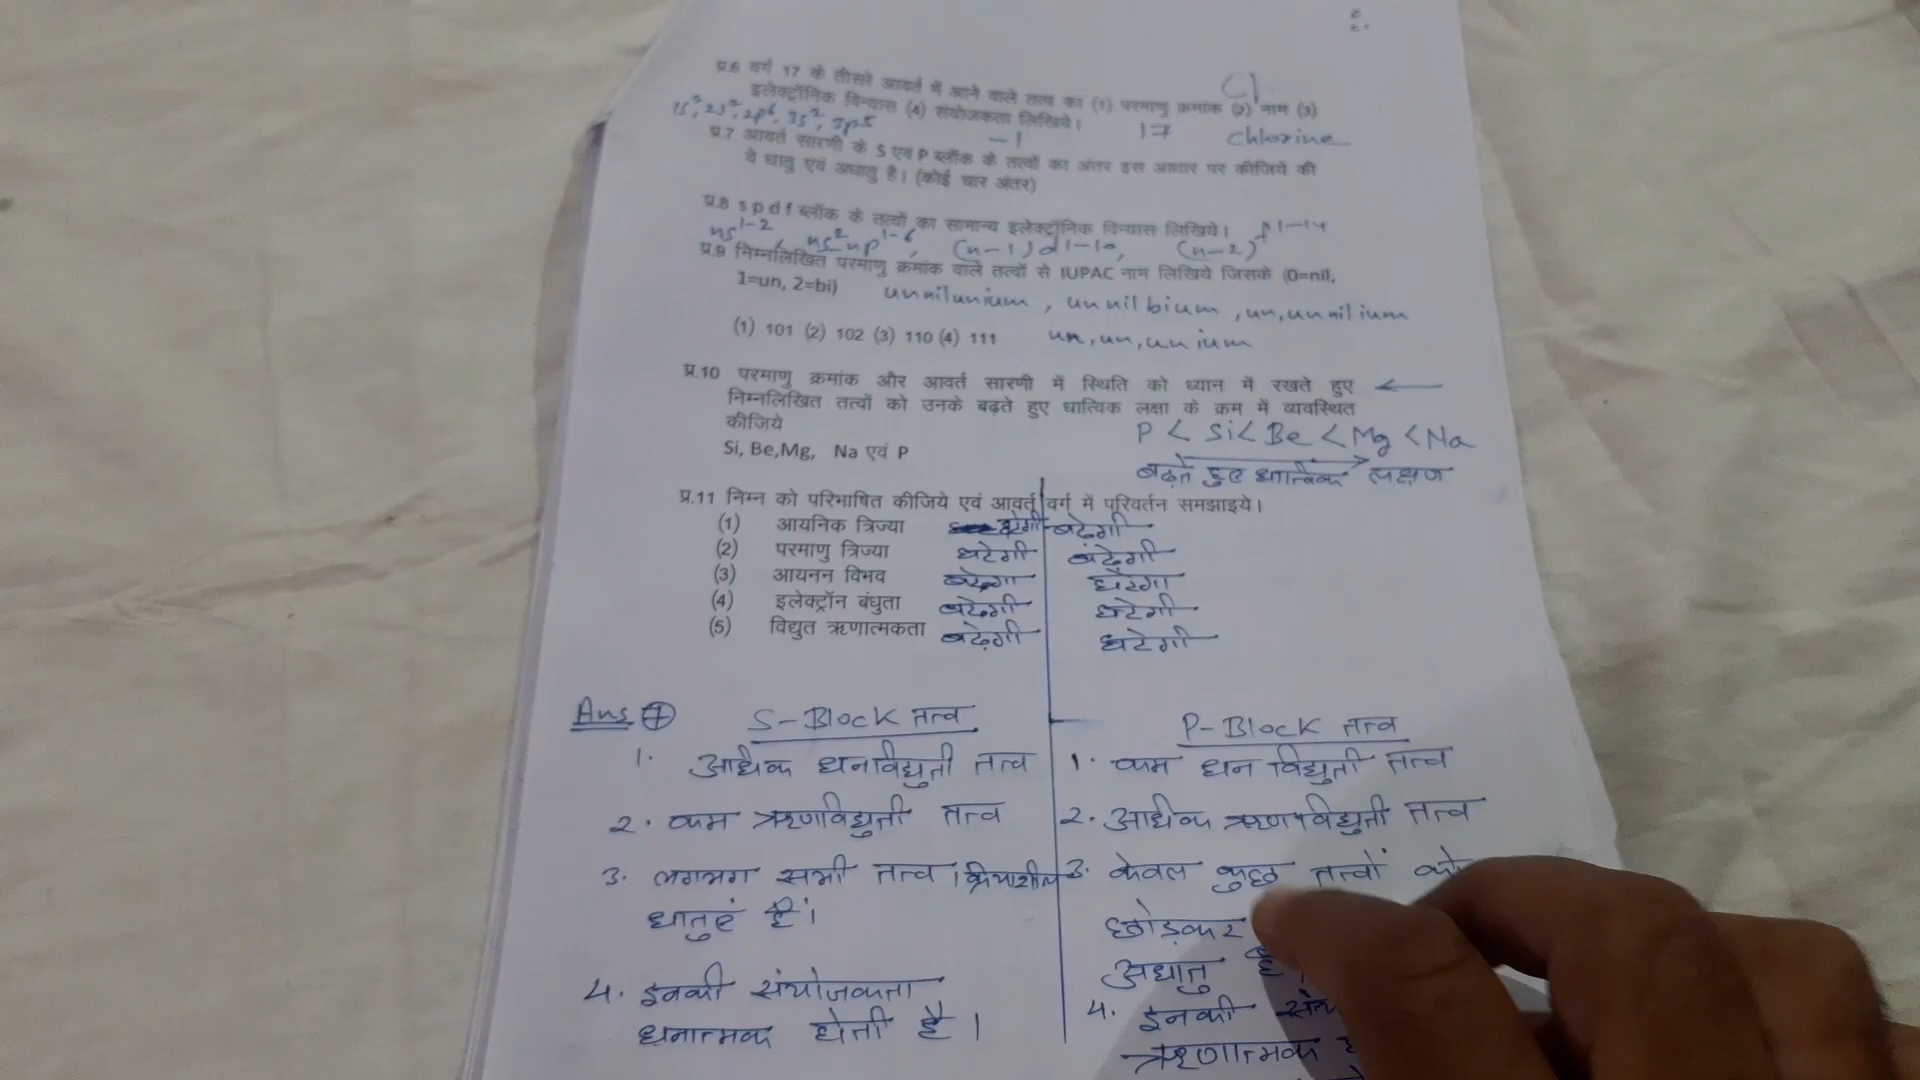 Cl
प्र.6 वर्ग 17 के तीसरे आवर्त में आने वाले तत्व का (1) परमाणु क्रमांक (2) नाम (3)
इलेक्ट्रॉनिक विन्यास (4) संयोजकता लिखिये।
1s², 2s², 2p⁶, 3s², 3p⁵ -1 17 chlorine
प्र.7 आवर्त सारणी के S एवं P ब्लॉक के तत्वों का अंतर इस आधार पर कीजिये की
वे धातु एवं अधातु है। (कोई चार अंतर)
प्र.8 s p d f ब्लॉक के तत्वों का सामान्य इलेक्ट्रॉनिक विन्यास लिखिये।
ns¹⁻², ns² np¹⁻⁶, (n-1)d1-10, (n-2)f1-14
प्र.9 निम्नलिखित परमाणु क्रमांक वाले तत्वों से IUPAC नाम लिखिये जिसके (0=nil,
1=un, 2=bi) unnilunium, unnilbium, un,unnilium
(1) 101 (2) 102 (3) 110 (4) 111 un,un,unium
प्र.10 परमाणु क्रमांक और आवर्त सारणी में स्थिति को ध्यान में रखते हुए ←
निम्नलिखित तत्वों को उनके बढ़ते हुए धात्विक लक्षा के क्रम में व्यवस्थित
कीजिये P < Si < Be < Mg < Na
Si, Be,Mg, Na एवं P बढ़ते हुए धात्विक लक्षण
प्र.11 निम्न को परिभाषित कीजिये एवं आवर्त वर्ग में परिवर्तन समझाइये।
(1) आयनिक त्रिज्या घटेगी बढ़ेगी
(2) परमाणु त्रिज्या घटेगी बढ़ेगी
(3) आयनन विभव बढ़ेगा घटेगा
(4) इलेक्ट्रॉन बंधुता बढ़ेगी घटेगी
(5) विद्युत ऋणात्मकता बढ़ेगी घटेगी
Ans 7 S-Block तत्व P-Block तत्व
1. अधिक धनविद्युती तत्व 1. कम धन विद्युती तत्व
2. कम ऋणविद्युती तत्व 2. अधिक ऋणविद्युती तत्व
3. लगभग सभी तत्व क्रियाशील 3. केवल कुछ तत्वों को
धातुएं हैं। छोड़कर
अधातु है।
4. इनकी संयोजकता 4. इनकी
धनात्मक होती है। ऋणात्मक